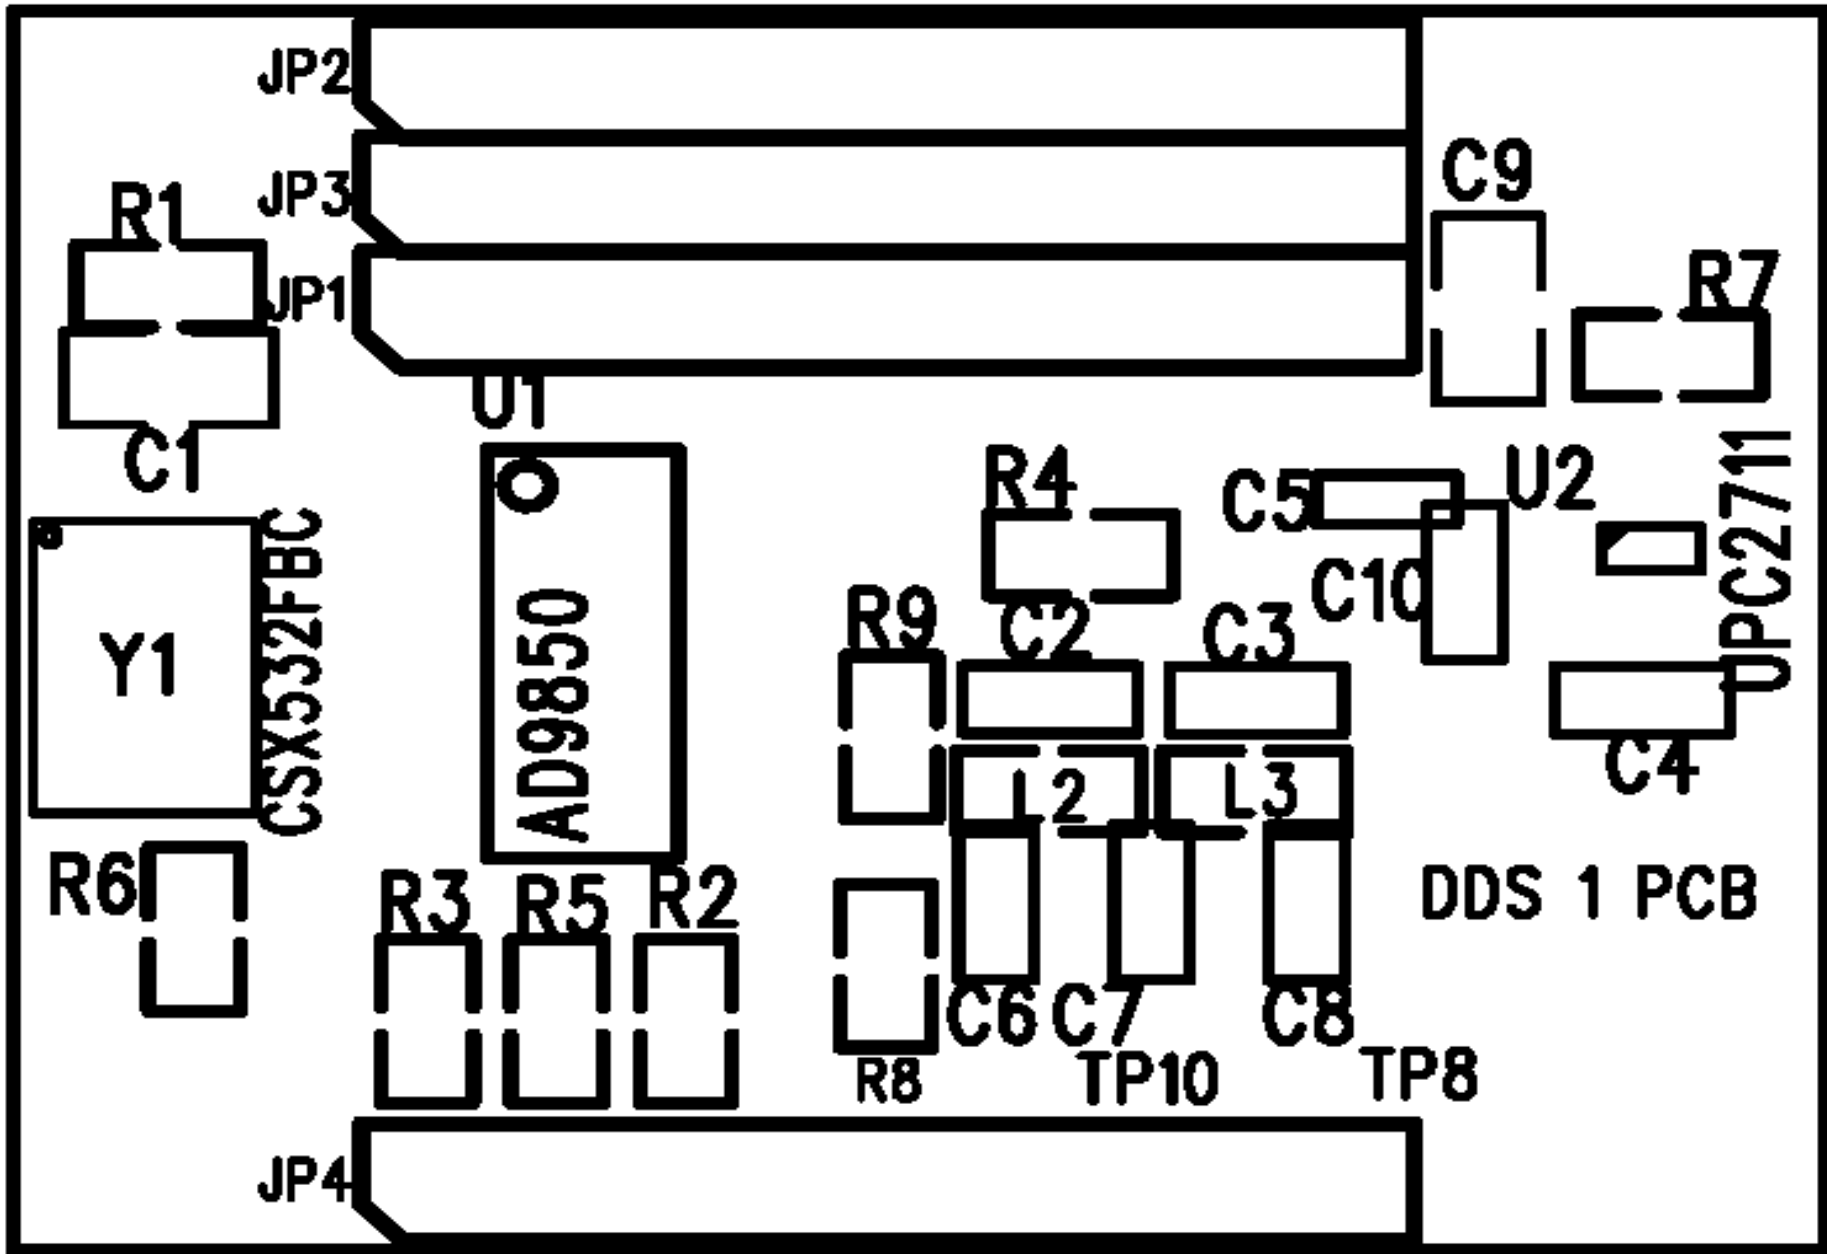 JP2
JP3
C9
R1
JP1
R7
U1
C1
R4
C5
U2
UPC2711
Y1
CSX532FBC
AD9850
C10
R9
C2
C3
C4
L2
L3
R6
R3
R5
R2
DDS 1 PCB
C6
C7
C8
R8
TP10
TP8
JP4